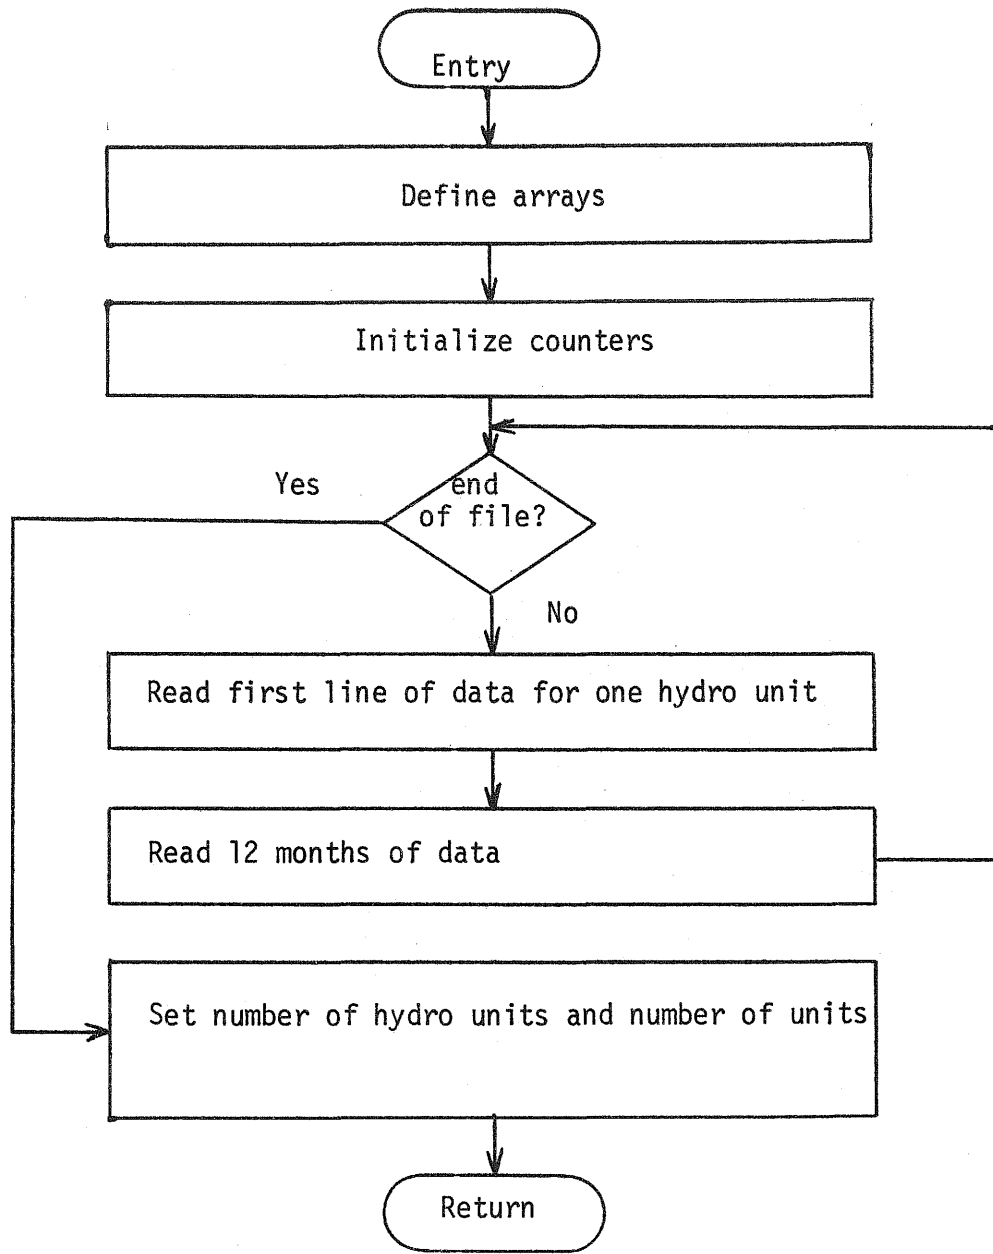 Entry
Define arrays
Initialize counters
Yes
end
of file?
No
Read first line of data for one hydro unit
Read 12 months of data
Set number of hydro units and number of units
Return